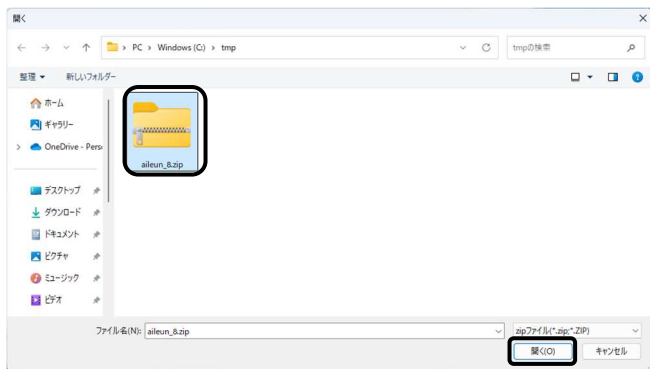 開く
PC > Windows (C:) > tmp
tmpの検索
整理 新しいフォルダー
ホーム
ギャラリー
OneDrive - Pers
aileun_8.zip
デスクトップ
ダウンロード
ドキュメント
ピクチャ
ミュージック
ビデオ
ファイル名(N): aileun_8.zip
zipファイル(*.zip;*.ZIP)
開く(O) キャンセル